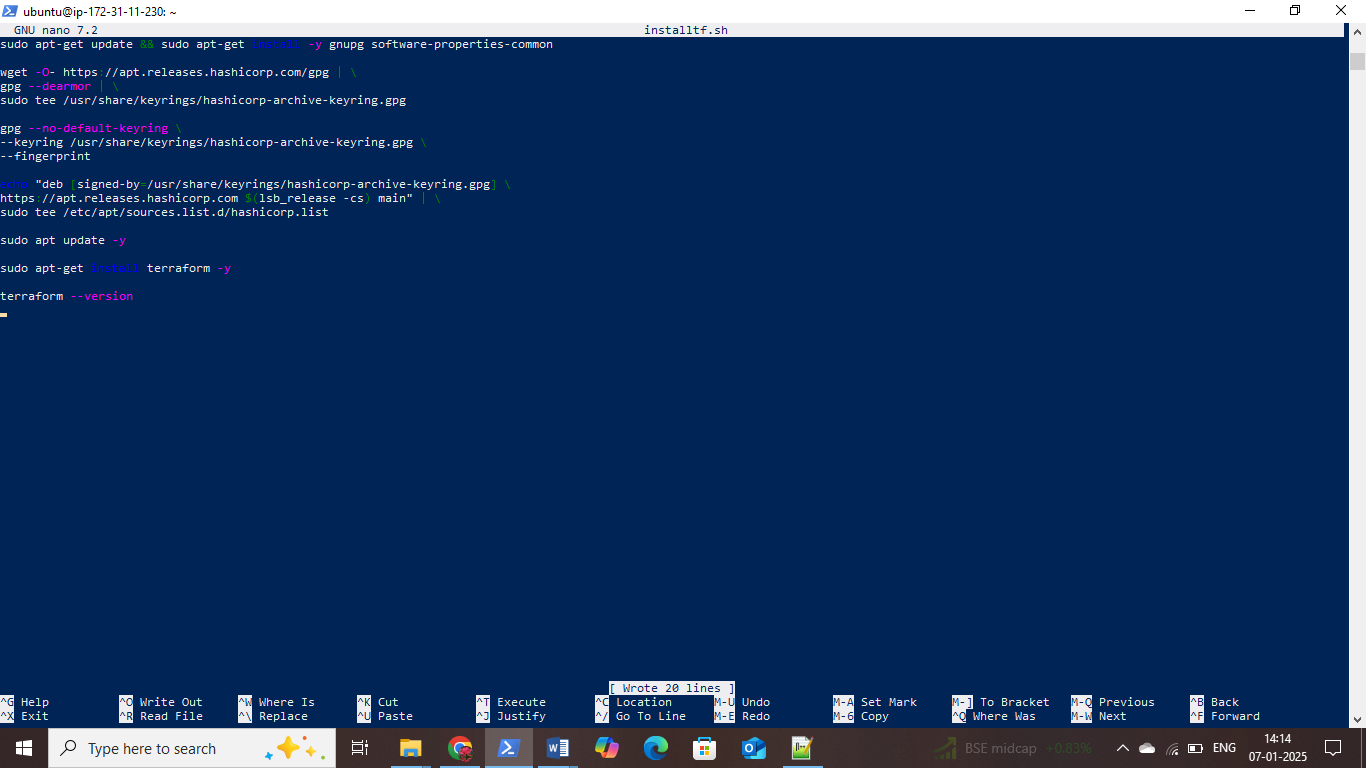 ubuntu@ip-172-31-11-230: ~
GNU nano 7.2 installtf.sh
sudo apt-get update && sudo apt-get install -y gnupg software-properties-common
wget -O- https://apt.releases.hashicorp.com/gpg | \
gpg --dearmor | \
sudo tee /usr/share/keyrings/hashicorp-archive-keyring.gpg
gpg --no-default-keyring \
--keyring /usr/share/keyrings/hashicorp-archive-keyring.gpg \
--fingerprint
echo "deb [signed-by=/usr/share/keyrings/hashicorp-archive-keyring.gpg] \
https://apt.releases.hashicorp.com $(lsb_release -cs) main" | \
sudo tee /etc/apt/sources.list.d/hashicorp.list
sudo apt update -y
sudo apt-get install terraform -y
terraform --version
[ Wrote 20 lines ]
^G Help ^O Write Out ^W Where Is ^K Cut ^T Execute ^C Location M-U Undo M-A Set Mark M-] To Bracket M-Q Previous ^B Back
^X Exit ^R Read File ^\ Replace ^U Paste ^J Justify ^/ Go To Line M-E Redo M-6 Copy ^Q Where Was M-W Next ^F Forward
Type here to search
BSE midcap +0.83%
ENG
14:14
07-01-2025